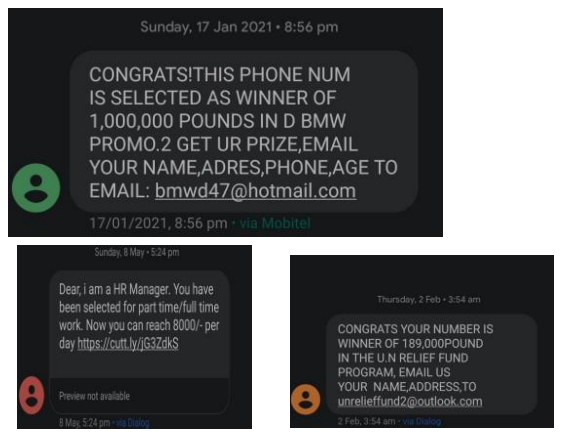 Sunday, 17 Jan 2021 • 8:56 pm
CONGRATS!THIS PHONE NUM
IS SELECTED AS WINNER OF
1,000,000 POUNDS IN D BMW
PROMO.2 GET UR PRIZE,EMAIL
YOUR NAME,ADRES,PHONE,AGE TO
EMAIL: bmwd47@hotmail.com
17/01/2021, 8:56 pm • via Mobitel
Sunday, 8 May • 5:24 pm
Dear, i am a HR Manager. You have
been selected for part time/full time
work. Now you can reach 8000/- per
day https://cutt.ly/jG3ZdkS
Preview not available
8 May, 5:24 pm • via Dialog
Thursday, 2 Feb • 3:54 am
CONGRATS YOUR NUMBER IS
WINNER OF 189,000POUND
IN THE U.N RELIEF FUND
PROGRAM, EMAIL US
YOUR NAME,ADDRESS,TO
unrelieffund2@outlook.com
2 Feb, 3:54 am • via Dialog